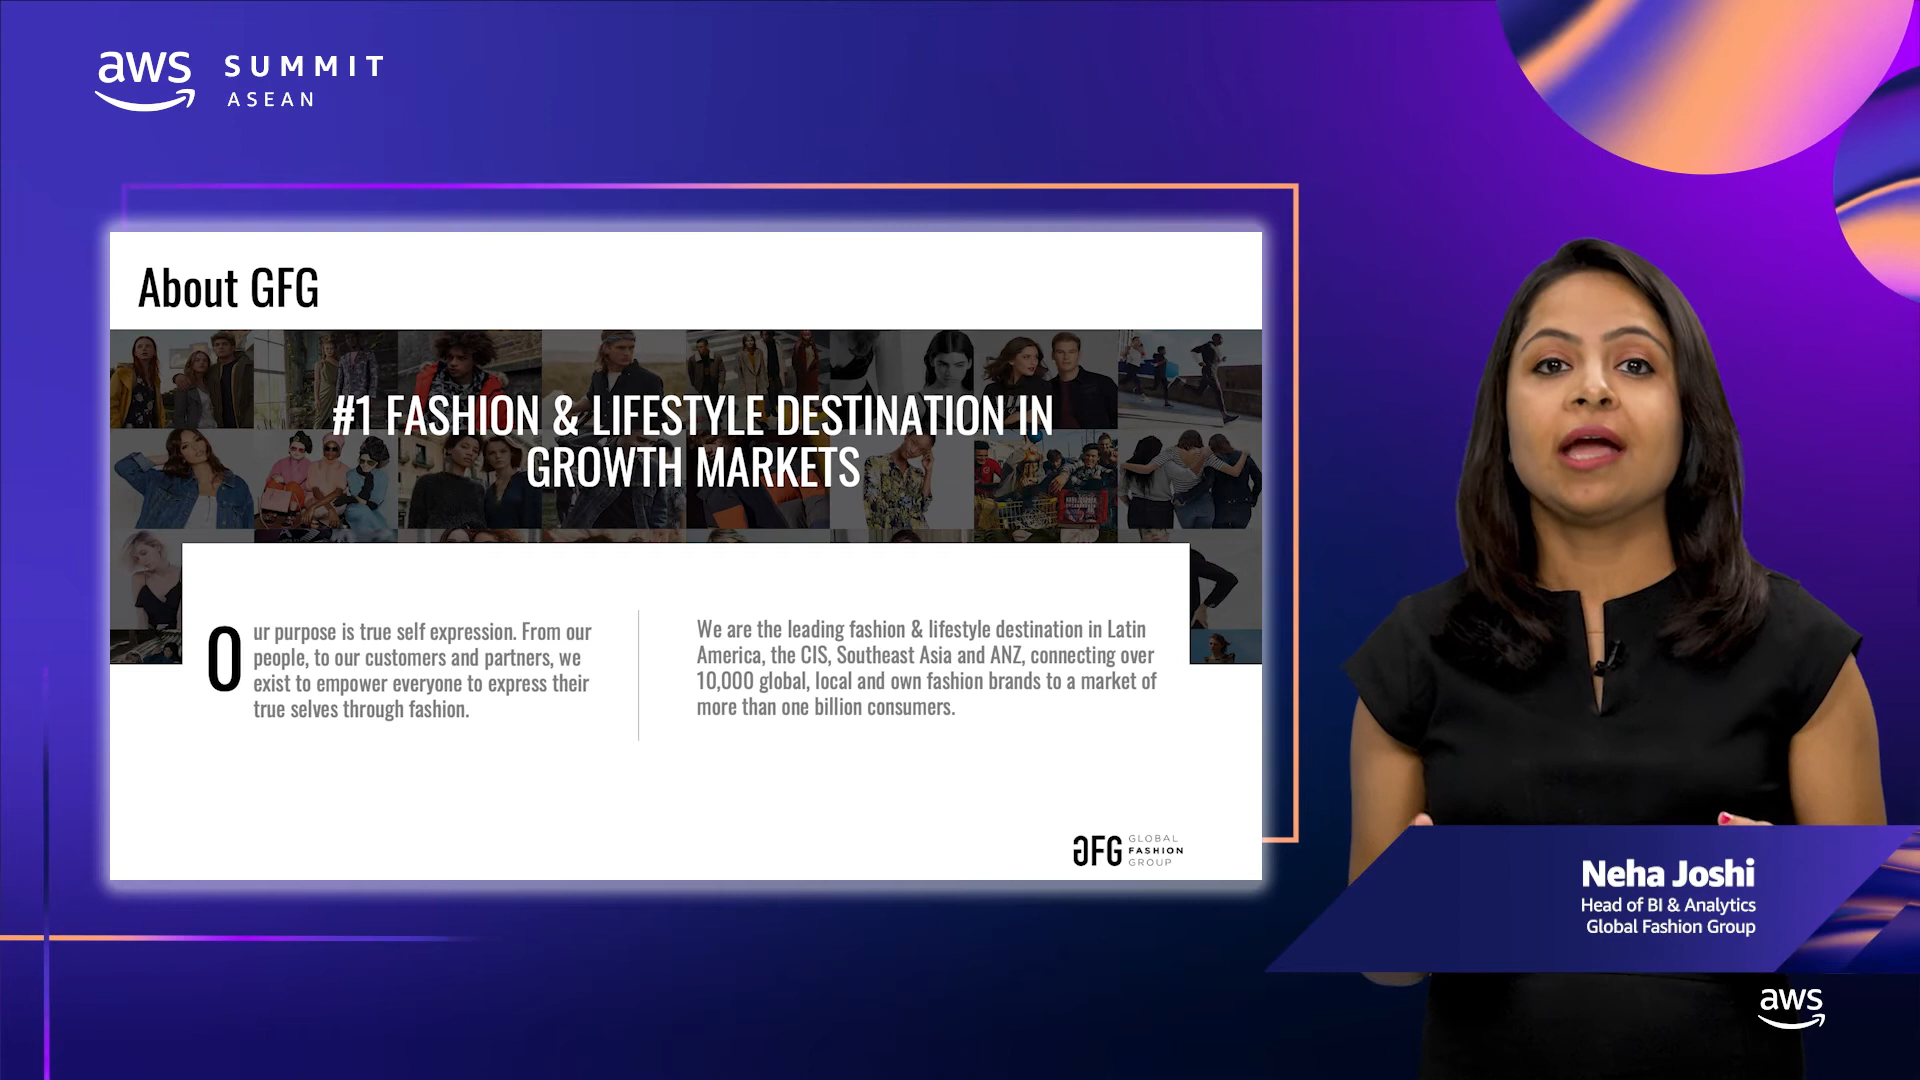 aws SUMMIT
ASEAN
About GFG
#1 FASHION & LIFESTYLE DESTINATION IN
GROWTH MARKETS
Our purpose is true self expression. From our
people, to our customers and partners, we
exist to empower everyone to express their
true selves through fashion.
We are the leading fashion & lifestyle destination in Latin
America, the CIS, Southeast Asia and ANZ, connecting over
10,000 global, local and own fashion brands to a market of
more than one billion consumers.
GFG GLOBAL
FASHION
GROUP
Neha Joshi
Head of BI & Analytics
Global Fashion Group
aws